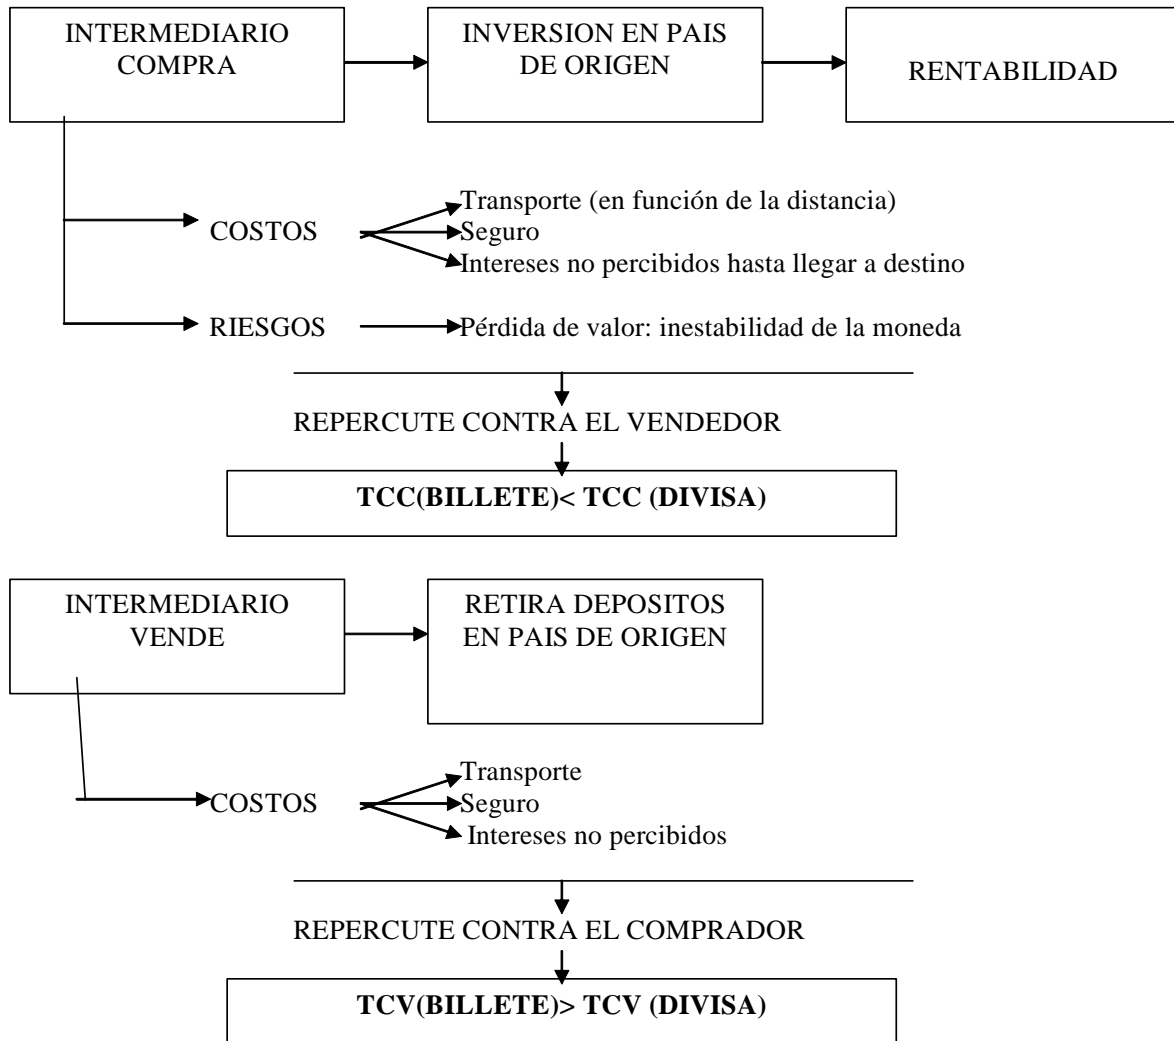 INTERMEDIARIO
COMPRA
INVERSION EN PAIS
DE ORIGEN
RENTABILIDAD
Transporte (en función de la distancia)
COSTOS
Seguro
Intereses no percibidos hasta llegar a destino
RIESGOS
Pérdida de valor: inestabilidad de la moneda
REPERCUTE CONTRA EL VENDEDOR
TCC(BILLETE)< TCC (DIVISA)
INTERMEDIARIO
VENDE
RETIRA DEPOSITOS
EN PAIS DE ORIGEN
Transporte
COSTOS
Seguro
Intereses no percibidos
REPERCUTE CONTRA EL COMPRADOR
TCV(BILLETE)> TCV (DIVISA)